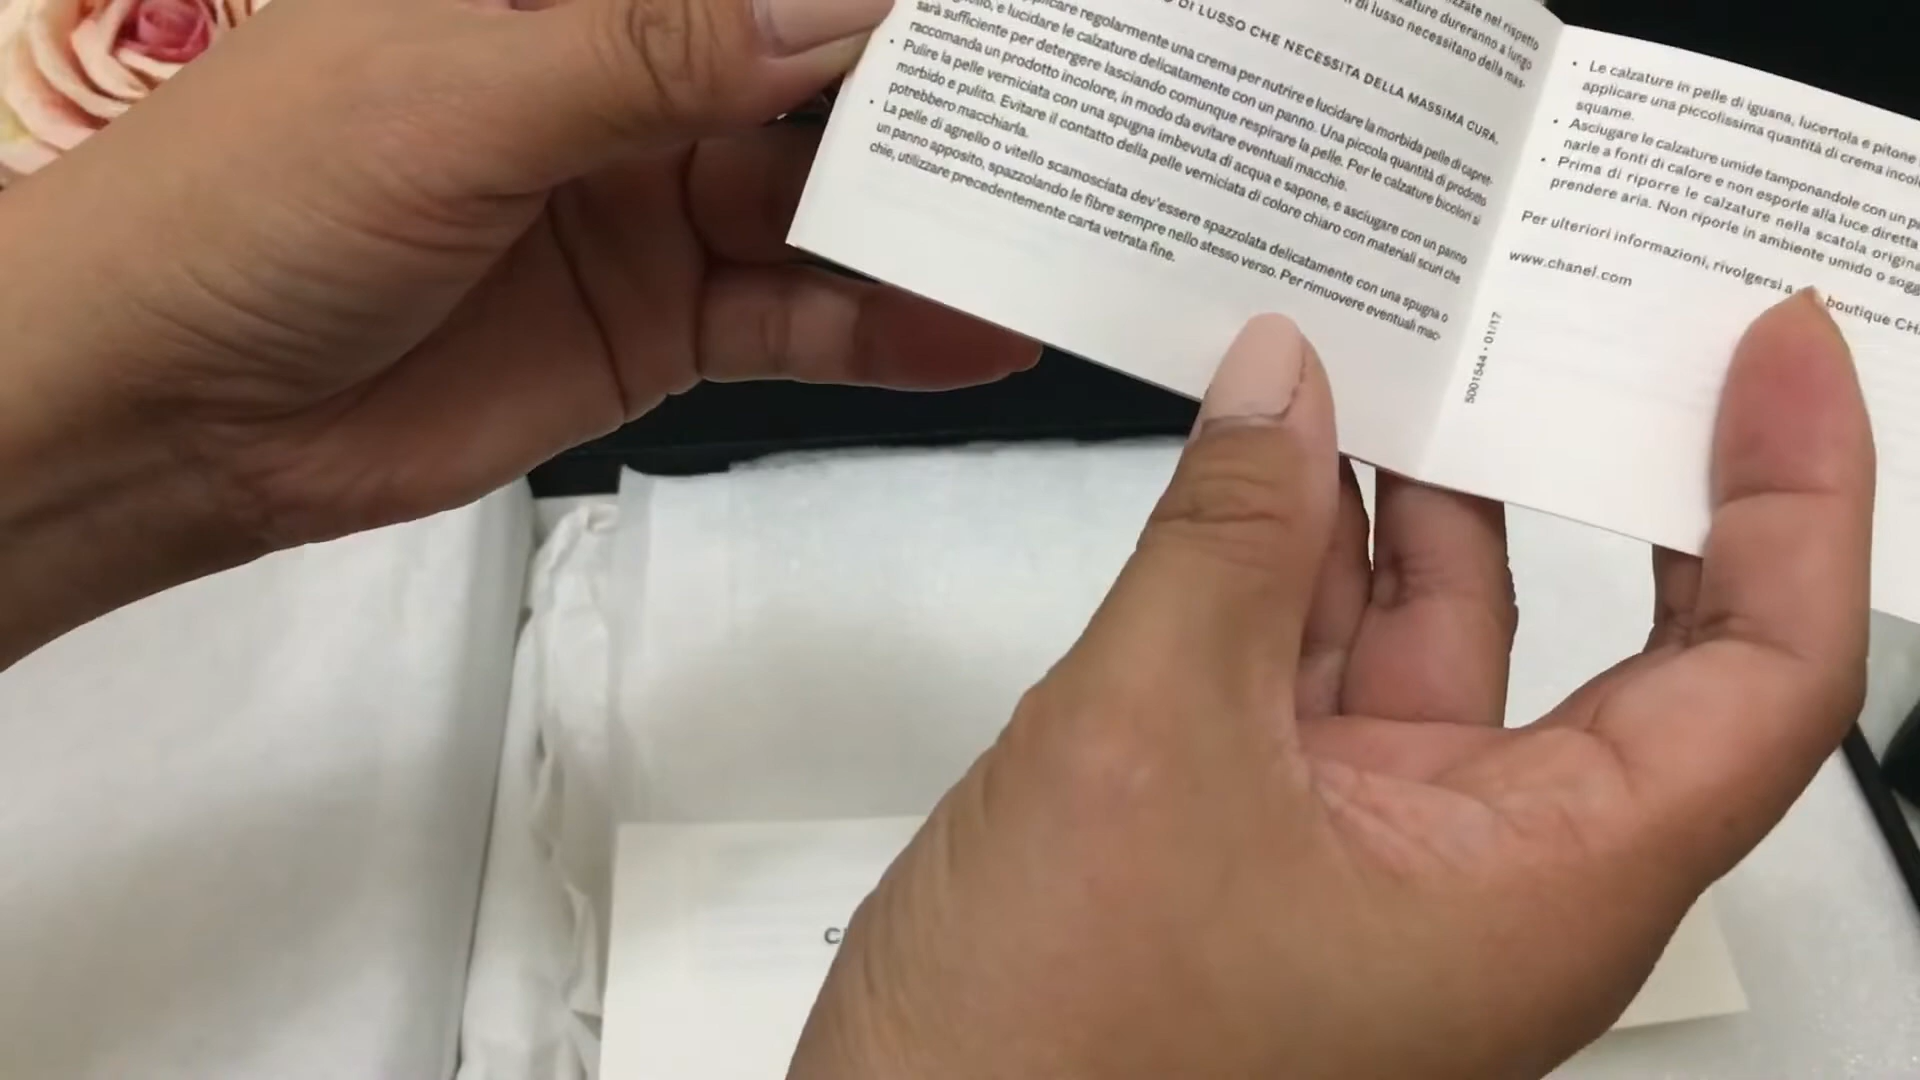 zzate nel rispetto
zature dureranno a lungo
di lusso necessitano della mas-
DI LUSSO CHE NECESSITA DELLA MASSIMA CURA.
plicare regolarmente una crema per nutrire e lucidare la morbida pelle di capret-
e lucidare le calzature delicatamente con un panno. Una piccola quantità di prodotto
sarà sufficiente per detergere lasciando comunque respirare la pelle. Per le calzature bicolori si
raccomanda un prodotto incolore, in modo da evitare eventuali macchie.
• Pulire la pelle verniciata con una spugna imbevuta di acqua e sapone, e asciugare con un panno
morbido e pulito. Evitare il contatto della pelle verniciata di colore chiaro con materiali scuri che
potrebbero macchiarla.
• La pelle di agnello o vitello scamosciata dev'essere spazzolata delicatamente con una spugna o
un panno apposito, spazzolando le fibre sempre nello stesso verso. Per rimuovere eventuali mac-
chie, utilizzare precedentemente carta vetrata fine.
• Le calzature in pelle di iguana, lucertola e pitone
applicare una piccolissima quantità di crema incol
squame.
• Asciugare le calzature umide tamponandole con un p
narle a fonti di calore e non esporle alla luce diretta
• Prima di riporre le calzature nella scatola origina
prendere aria. Non riporle in ambiente umido o sogg
Per ulteriori informazioni, rivolgersi a boutique CH
www.chanel.com
5001544 • 01/17
C